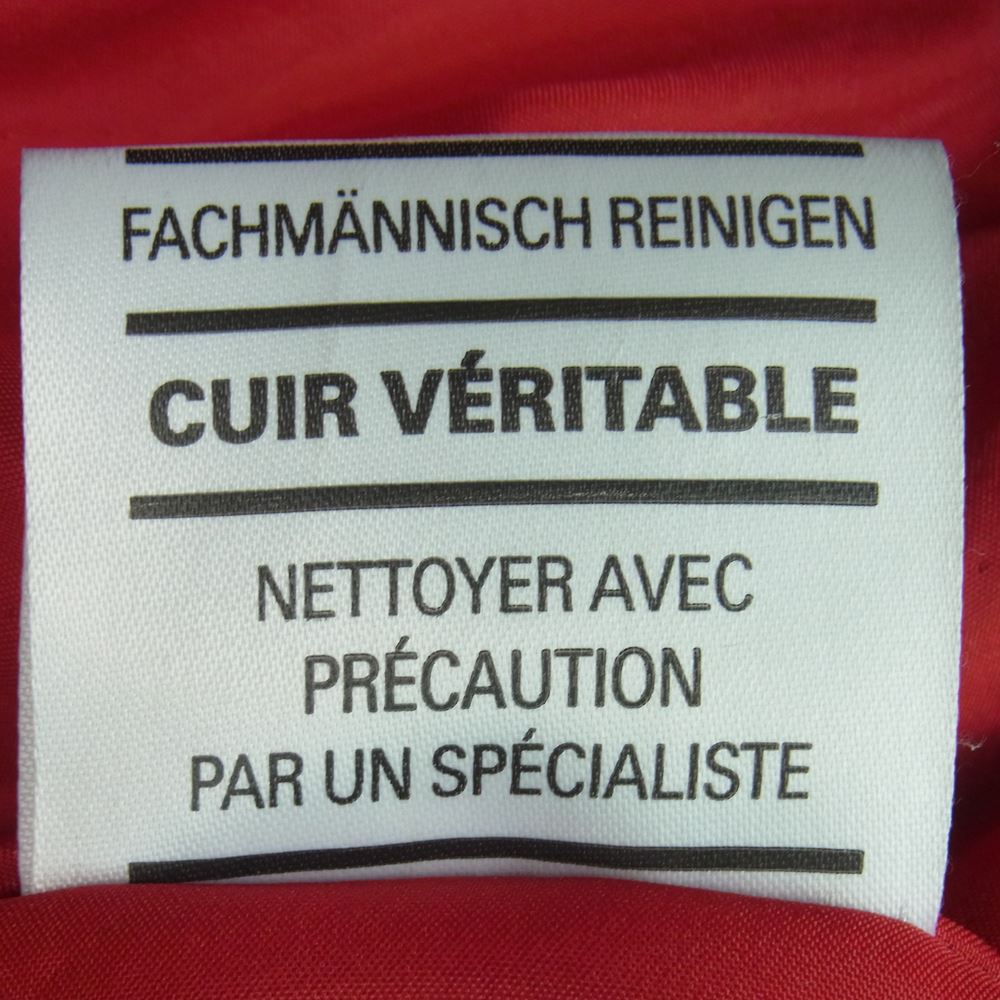 FACHMÄNNISCH REINIGEN
CUIR VÉRITABLE
NETTOYER AVEC
PRÉCAUTION
PAR UN SPÉCIALISTE